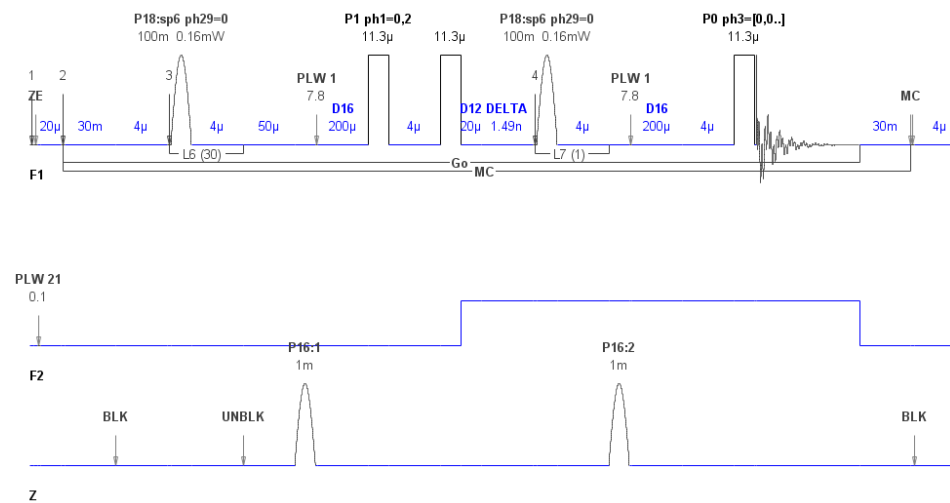 P18:sp6 ph29=0
P1 ph1=0,2
P18:sp6 ph29=0
P0 ph3=[0,0..]
100m 0.16mW
11.3µ
11.3µ
100m 0.16mW
11.3µ
1
2
3
PLW 1
4
PLW 1
MC
ZE
7.8
7.8
D16
D12 DELTA
D16
20µ
30m
4µ
4µ
50µ
200µ
4µ
20µ 1.49n
4µ
200µ
4µ
30m
4µ
L6 (30)
L7 (1)
Go
MC
F1
PLW 21
0.1
P16:1
P16:2
1m
1m
F2
BLK
UNBLK
BLK
Z